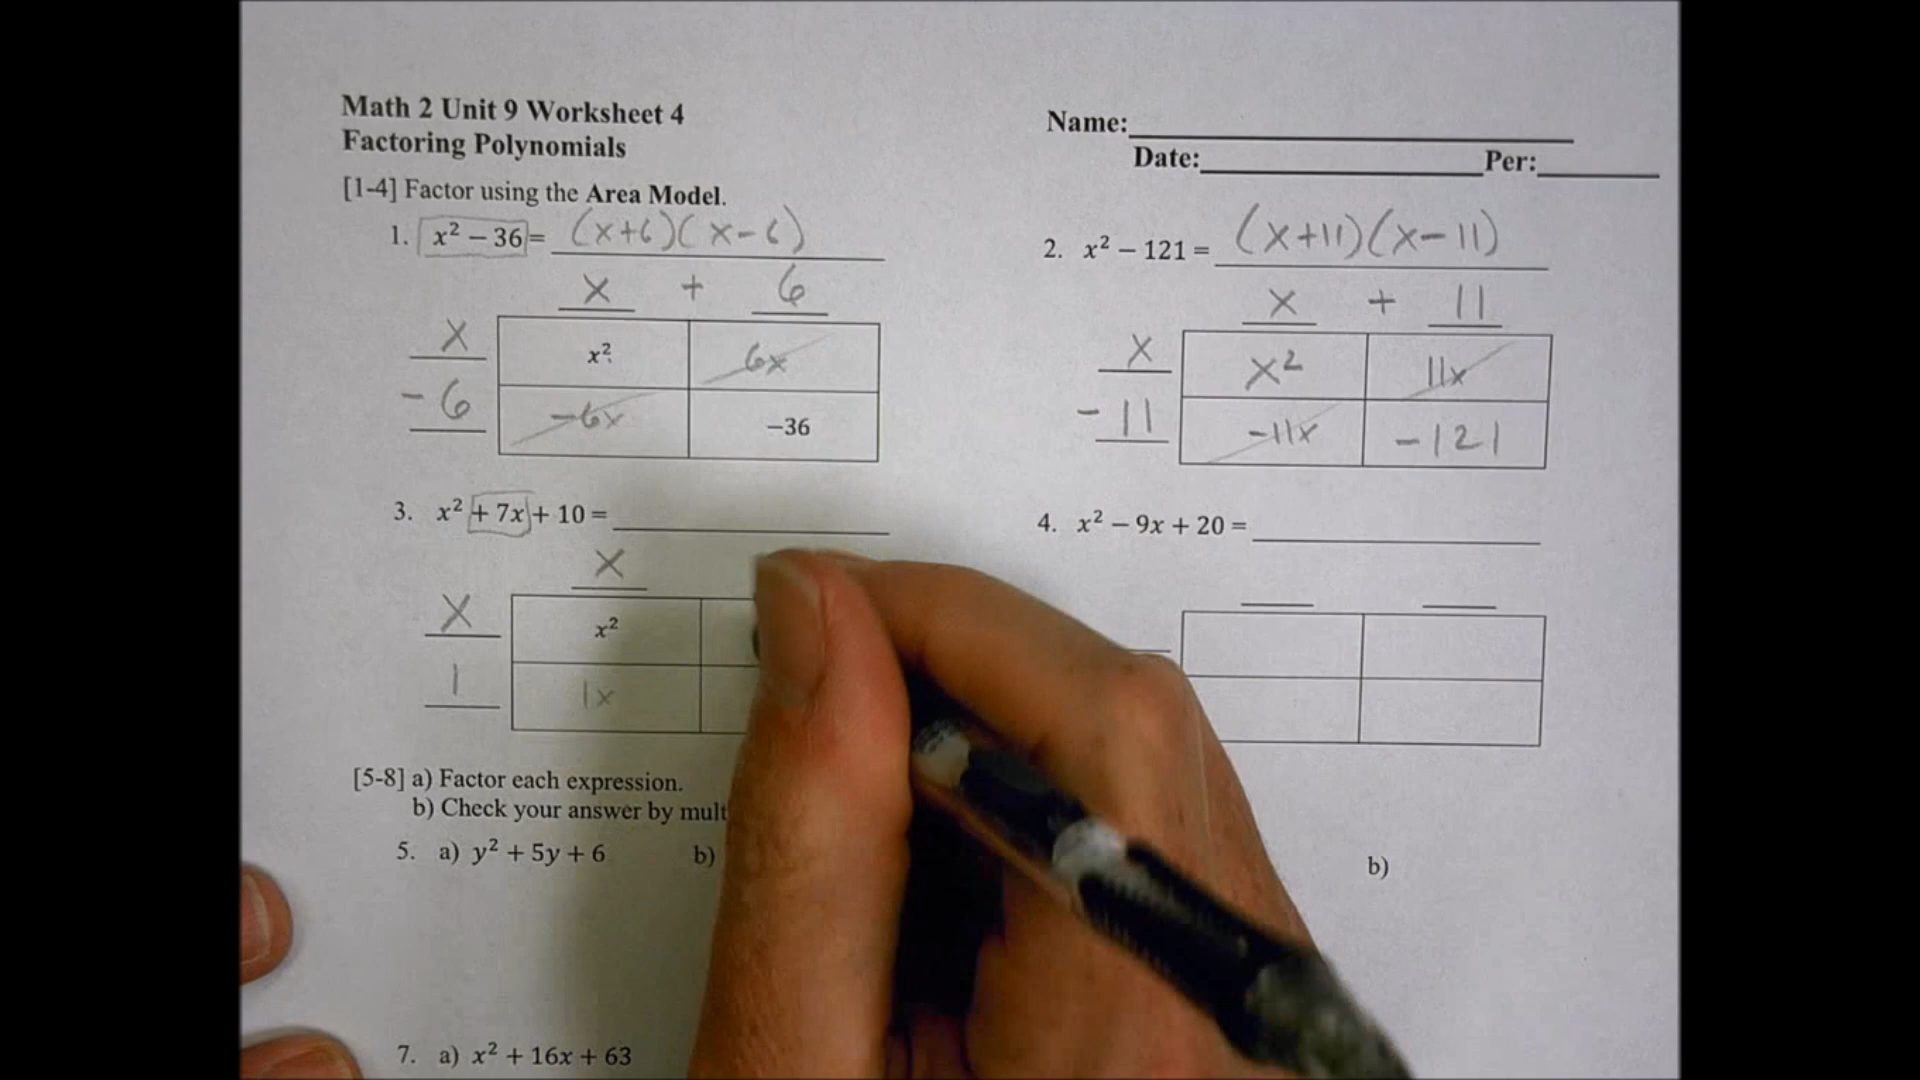 Math 2 Unit 9 Worksheet 4
Factoring Polynomials
Name:
Date: Per:
[1-4] Factor using the Area Model.
1. x² – 36 = (x+6)(x-6)
x + 6
x x² 6x
-6 -6x –36
2. x² – 121 = (x+11)(x-11)
x + 11
x x² 11x
-11 -11x -121
3. x² + 7x + 10 =
x
x x²
1 1x
4. x² – 9x + 20 =
[5-8] a) Factor each expression.
b) Check your answer by
5. a) y² + 5y + 6 b)
b)
7. a) x² + 16x + 63